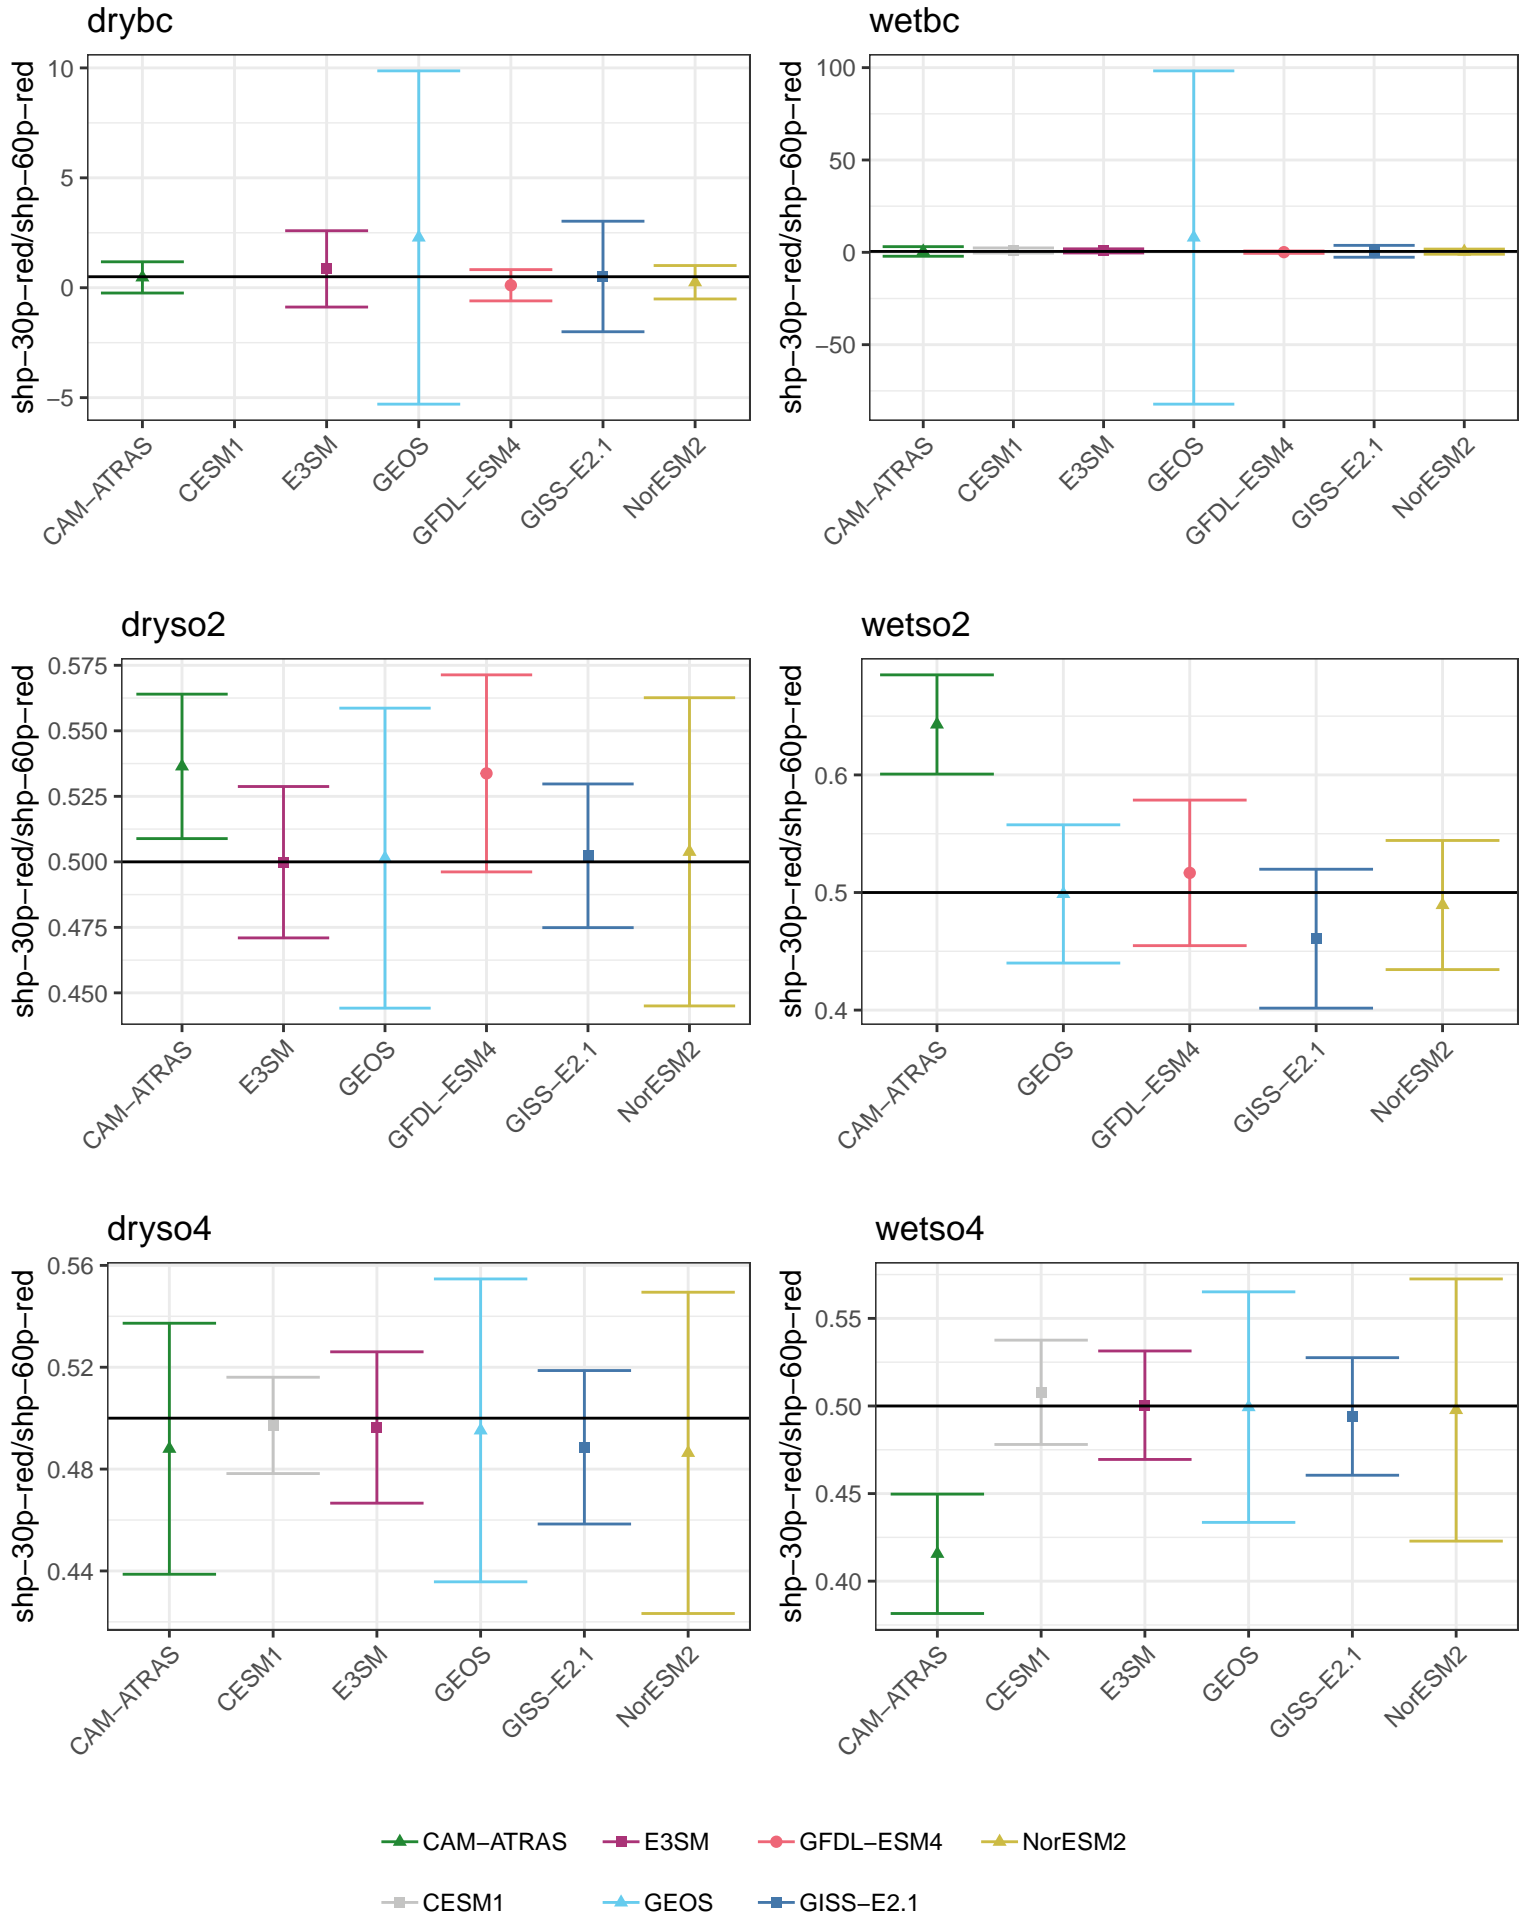 drybc
shp−30p−red/shp−60p−red
10
5
0
−5
CAM−ATRAS
CESM1
E3SM
GEOS
GFDL−ESM4
GISS−E2.1
NorESM2
wetbc
shp−30p−red/shp−60p−red
100
50
0
−50
CAM−ATRAS
CESM1
E3SM
GEOS
GFDL−ESM4
GISS−E2.1
NorESM2
dryso2
shp−30p−red/shp−60p−red
0.575
0.550
0.525
0.500
0.475
0.450
CAM−ATRAS
E3SM
GEOS
GFDL−ESM4
GISS−E2.1
NorESM2
wetso2
shp−30p−red/shp−60p−red
0.6
0.5
0.4
CAM−ATRAS
GEOS
GFDL−ESM4
GISS−E2.1
NorESM2
dryso4
shp−30p−red/shp−60p−red
0.56
0.52
0.48
0.44
CAM−ATRAS
CESM1
E3SM
GEOS
GISS−E2.1
NorESM2
wetso4
shp−30p−red/shp−60p−red
0.55
0.50
0.45
0.40
CAM−ATRAS
CESM1
E3SM
GEOS
GISS−E2.1
NorESM2
CAM−ATRAS E3SM GFDL−ESM4 NorESM2
CESM1 GEOS GISS−E2.1